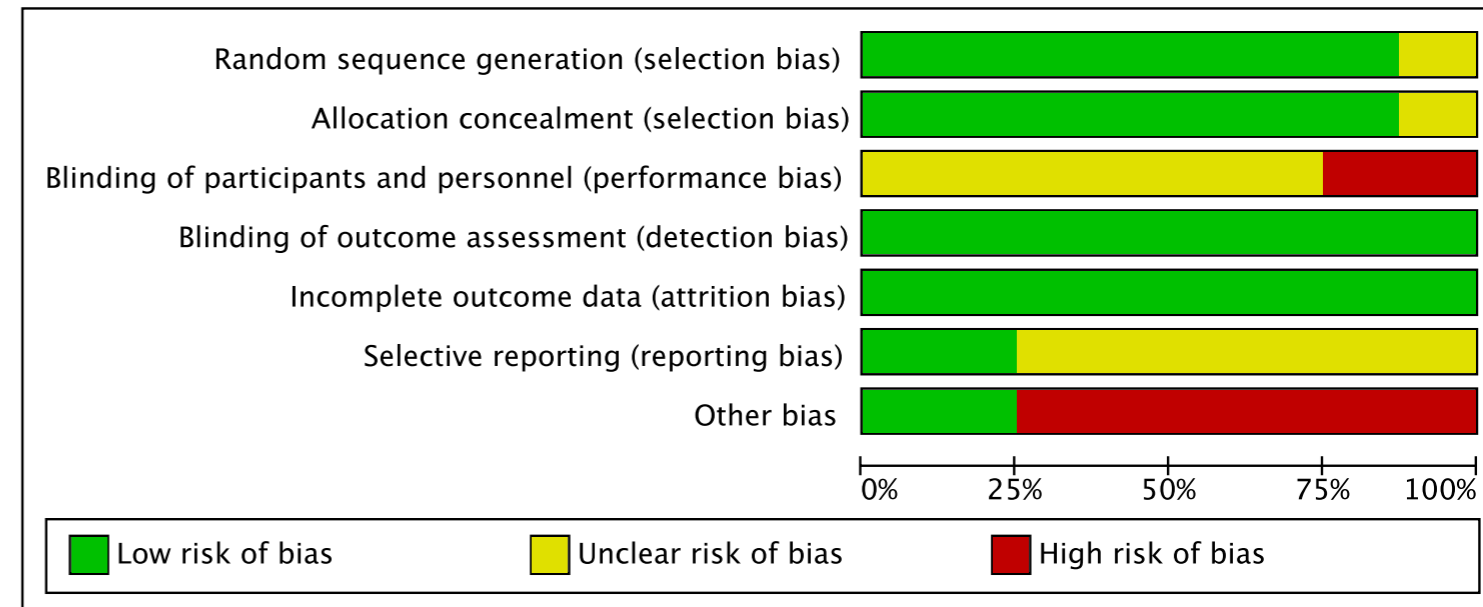 Random sequence generation (selection bias)
Allocation concealment (selection bias)
Blinding of participants and personnel (performance bias)
Blinding of outcome assessment (detection bias)
Incomplete outcome data (attrition bias)
Selective reporting (reporting bias)
Other bias
0% 25% 50% 75% 100%
Low risk of bias Unclear risk of bias High risk of bias